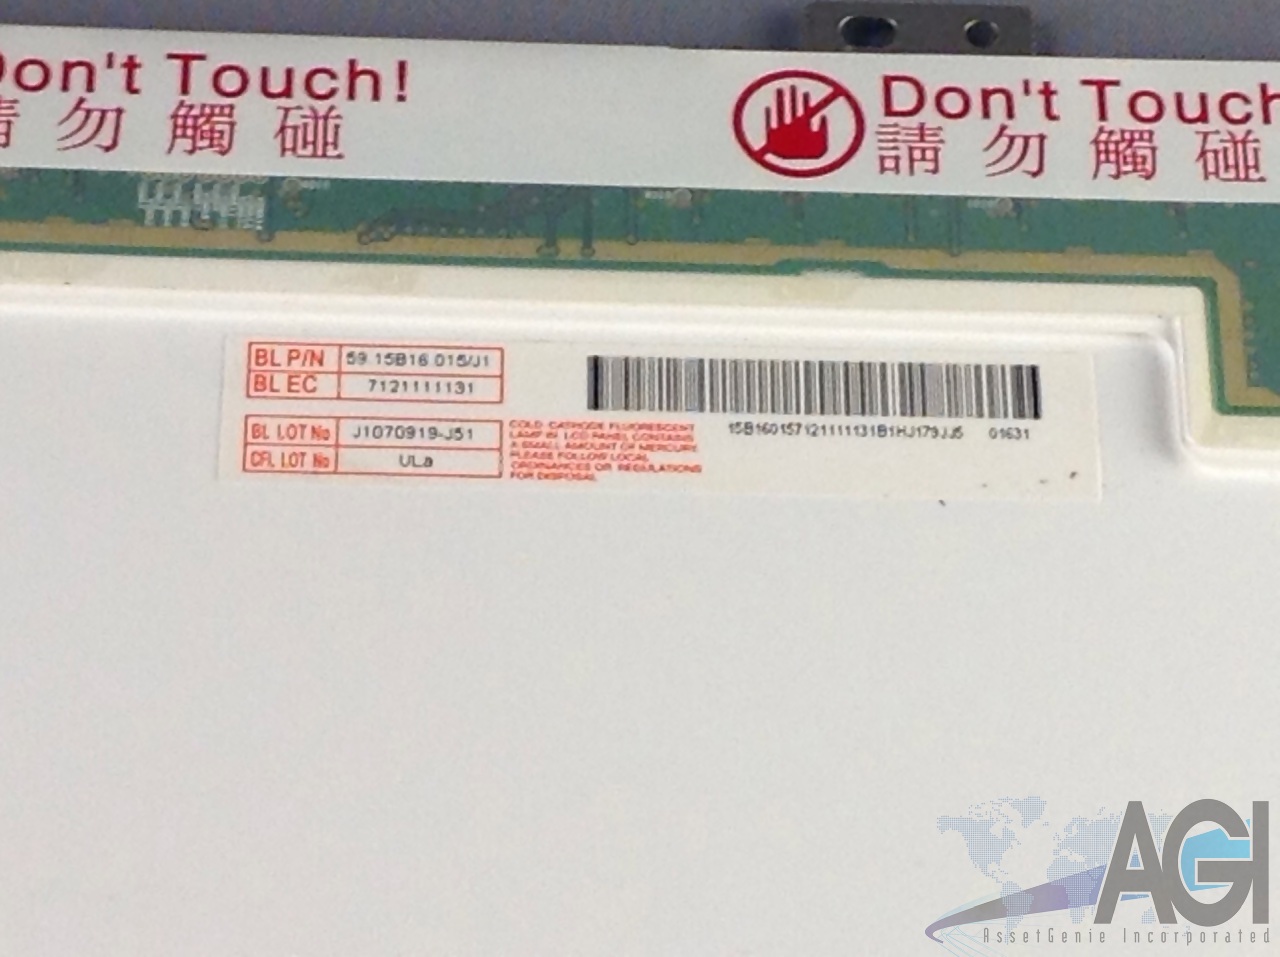 Don't Touch!
請勿觸碰
Don't Touch
請勿觸碰
BL P/N 59.15B16.015/J1
BL EC 7121111131
BL LOT No J1070919-J51
CFL LOT No ULa
COLD CATHODE FLUORESCENT
LAMP IN LCD PANEL CONTAINS
A SMALL AMOUNT OF MERCURY,
PLEASE FOLLOW LOCAL
ORDINANCES OR REGULATIONS
FOR DISPOSAL
15B160157121111131B1HJ179JJ5 01631
AGI
AssetGenie Incorporated